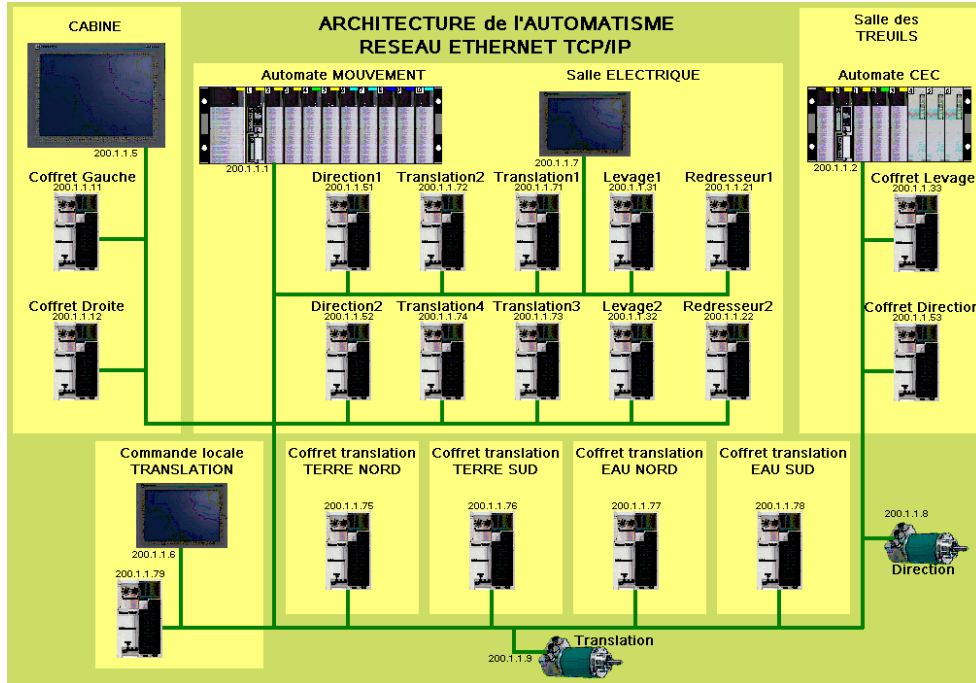 CABINE
ARCHITECTURE de l'AUTOMATISME
RESEAU ETHERNET TCP/IP
Salle des
TREUILS
Automate MOUVEMENT
Salle ELECTRIQUE
Automate CEC
200.1.1.5
200.1.1.1
200.1.1.7
200.1.1.2
Coffret Gauche
200.1.1.11
Direction1
200.1.1.51
Translation2
200.1.1.72
Translation1
200.1.1.71
Levage1
200.1.1.31
Redresseur1
200.1.1.21
Coffret Levage
200.1.1.33
Coffret Droite
200.1.1.12
Direction2
200.1.1.52
Translation4
200.1.1.74
Translation3
200.1.1.73
Levage2
200.1.1.32
Redresseur2
200.1.1.22
Coffret Direction
200.1.1.53
Commande locale
TRANSLATION
Coffret translation
TERRE NORD
Coffret translation
TERRE SUD
Coffret translation
EAU NORD
Coffret translation
EAU SUD
200.1.1.75
200.1.1.76
200.1.1.77
200.1.1.78
200.1.1.8
Direction
200.1.1.6
200.1.1.79
Translation
200.1.1.9